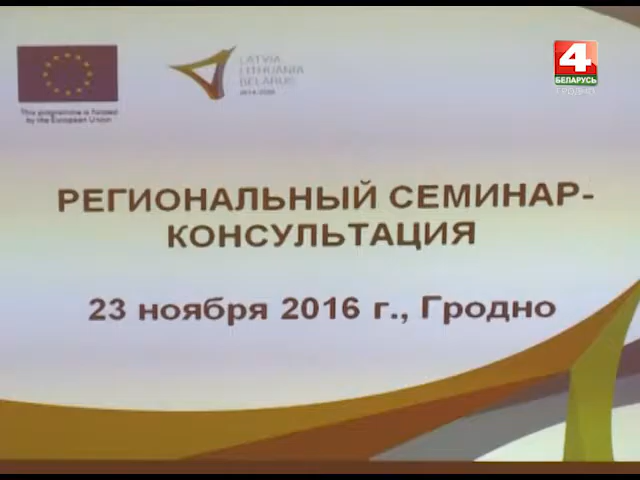 This programme is funded
by the European Union
LATVIA
LITHUANIA
BELARUS
2014-2020
4
БЕЛАРУСЬ
ГРОДНО
РЕГИОНАЛЬНЫЙ СЕМИНАР-
КОНСУЛЬТАЦИЯ
23 ноября 2016 г., Гродно